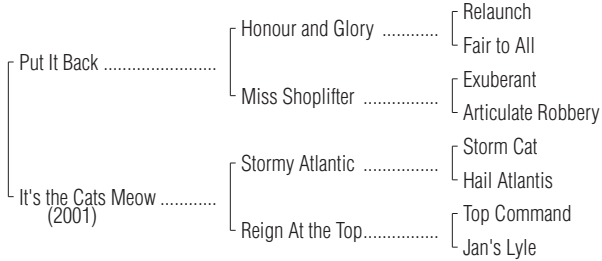 Relaunch
Honour and Glory ............
Fair to All
Put It Back .......................
Exuberant
Miss Shoplifter ................
Articulate Robbery
Storm Cat
Stormy Atlantic ................
Hail Atlantis
It's the Cats Meow ............
(2001)
Top Command
Reign At the Top................
Jan's Lyle